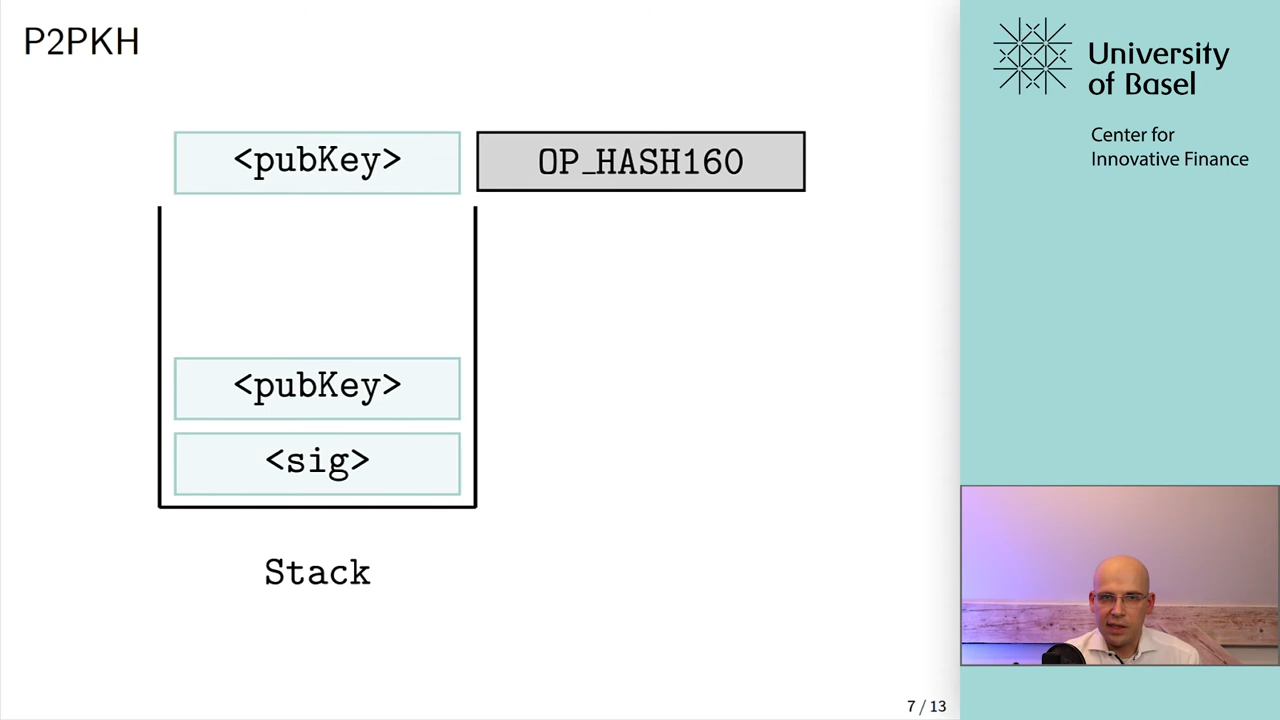 P2PKH
<pubKey>
OP_HASH160
<pubKey>
<sig>
Stack
7 / 13
University
of Basel
Center for
Innovative Finance